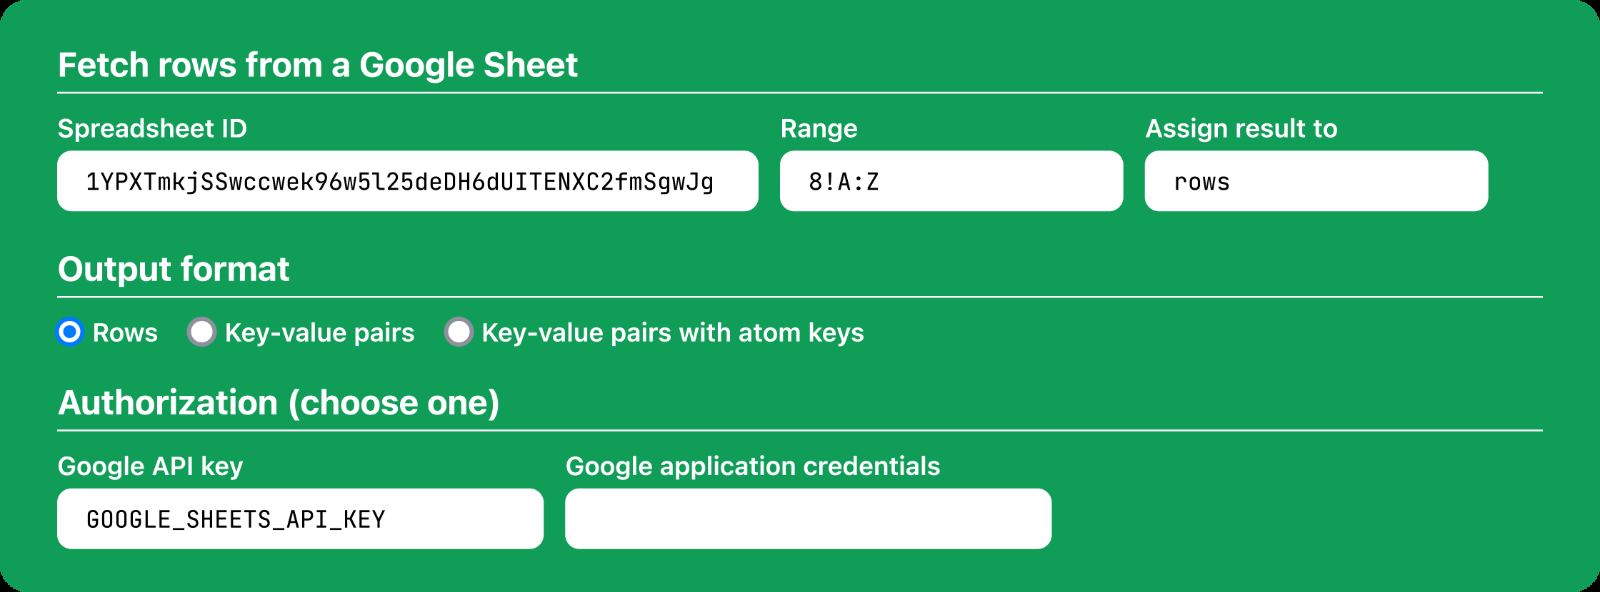 Fetch rows from a Google Sheet
Spreadsheet ID Range Assign result to
1YPXTmkjSSwccwek96w5l25deDH6dUITENXC2fmSgwJg 8!A:Z rows
Output format
Rows Key-value pairs Key-value pairs with atom keys
Authorization (choose one)
Google API key Google application credentials
GOOGLE_SHEETS_API_KEY